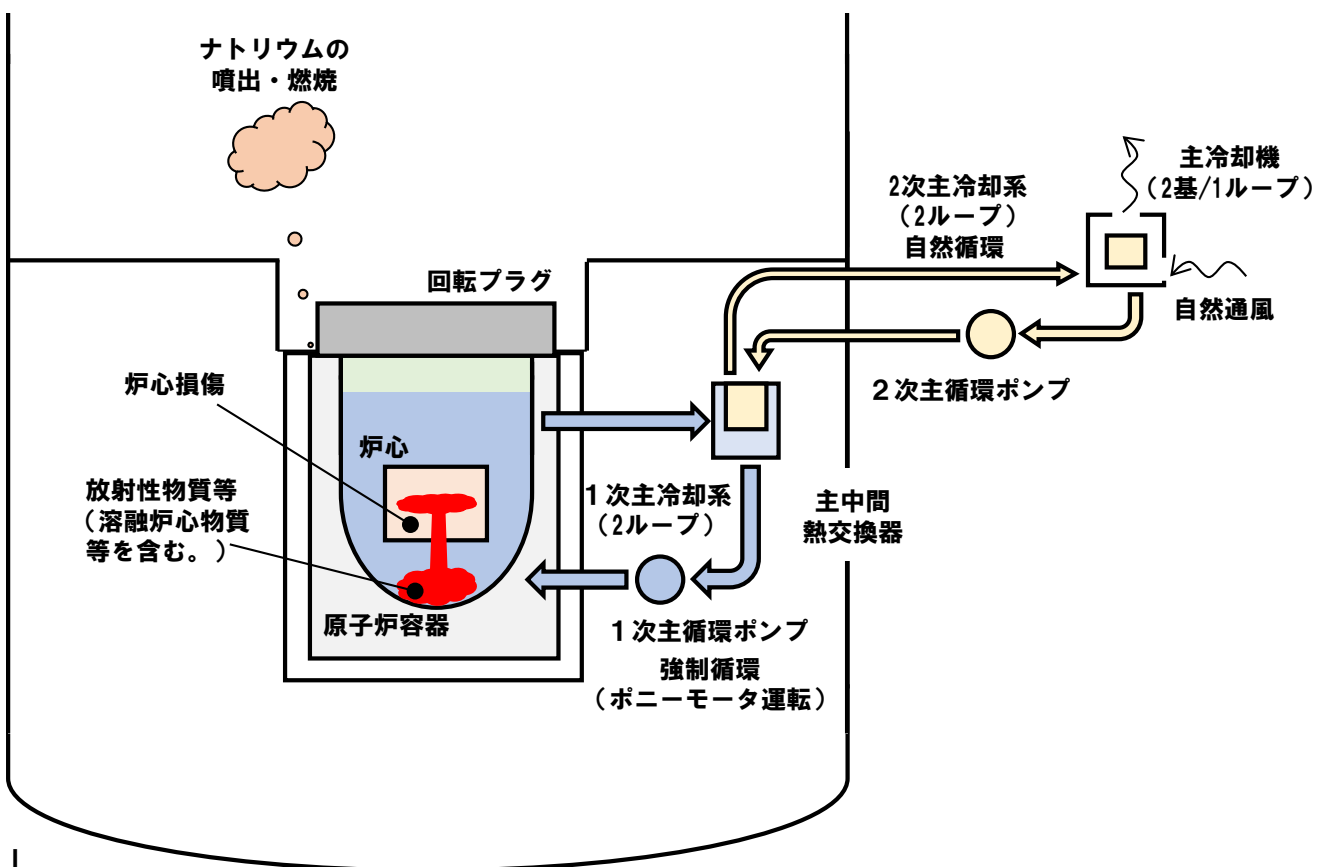 ナトリウムの
噴出・燃焼
主冷却機
（2基/1ループ）
2次主冷却系
（2ループ）
自然循環
回転プラグ
自然通風
炉心損傷
２次主循環ポンプ
炉心
放射性物質等
（溶融炉心物質
等を含む。）
１次主冷却系
（2ループ）
主中間
熱交換器
原子炉容器
１次主循環ポンプ
強制循環
（ポニーモータ運転）